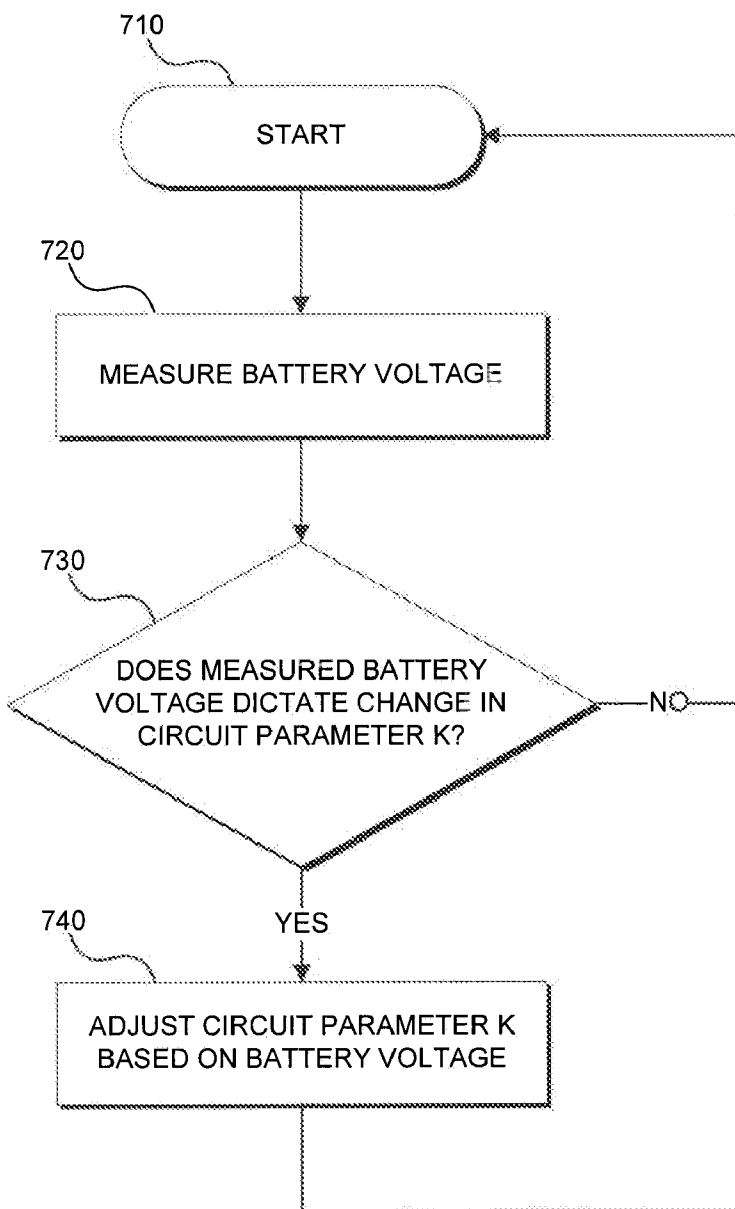 710
START
720
MEASURE BATTERY VOLTAGE
730
DOES MEASURED BATTERY
VOLTAGE DICTATE CHANGE IN
CIRCUIT PARAMETER K?
NO
740
YES
ADJUST CIRCUIT PARAMETER K
BASED ON BATTERY VOLTAGE